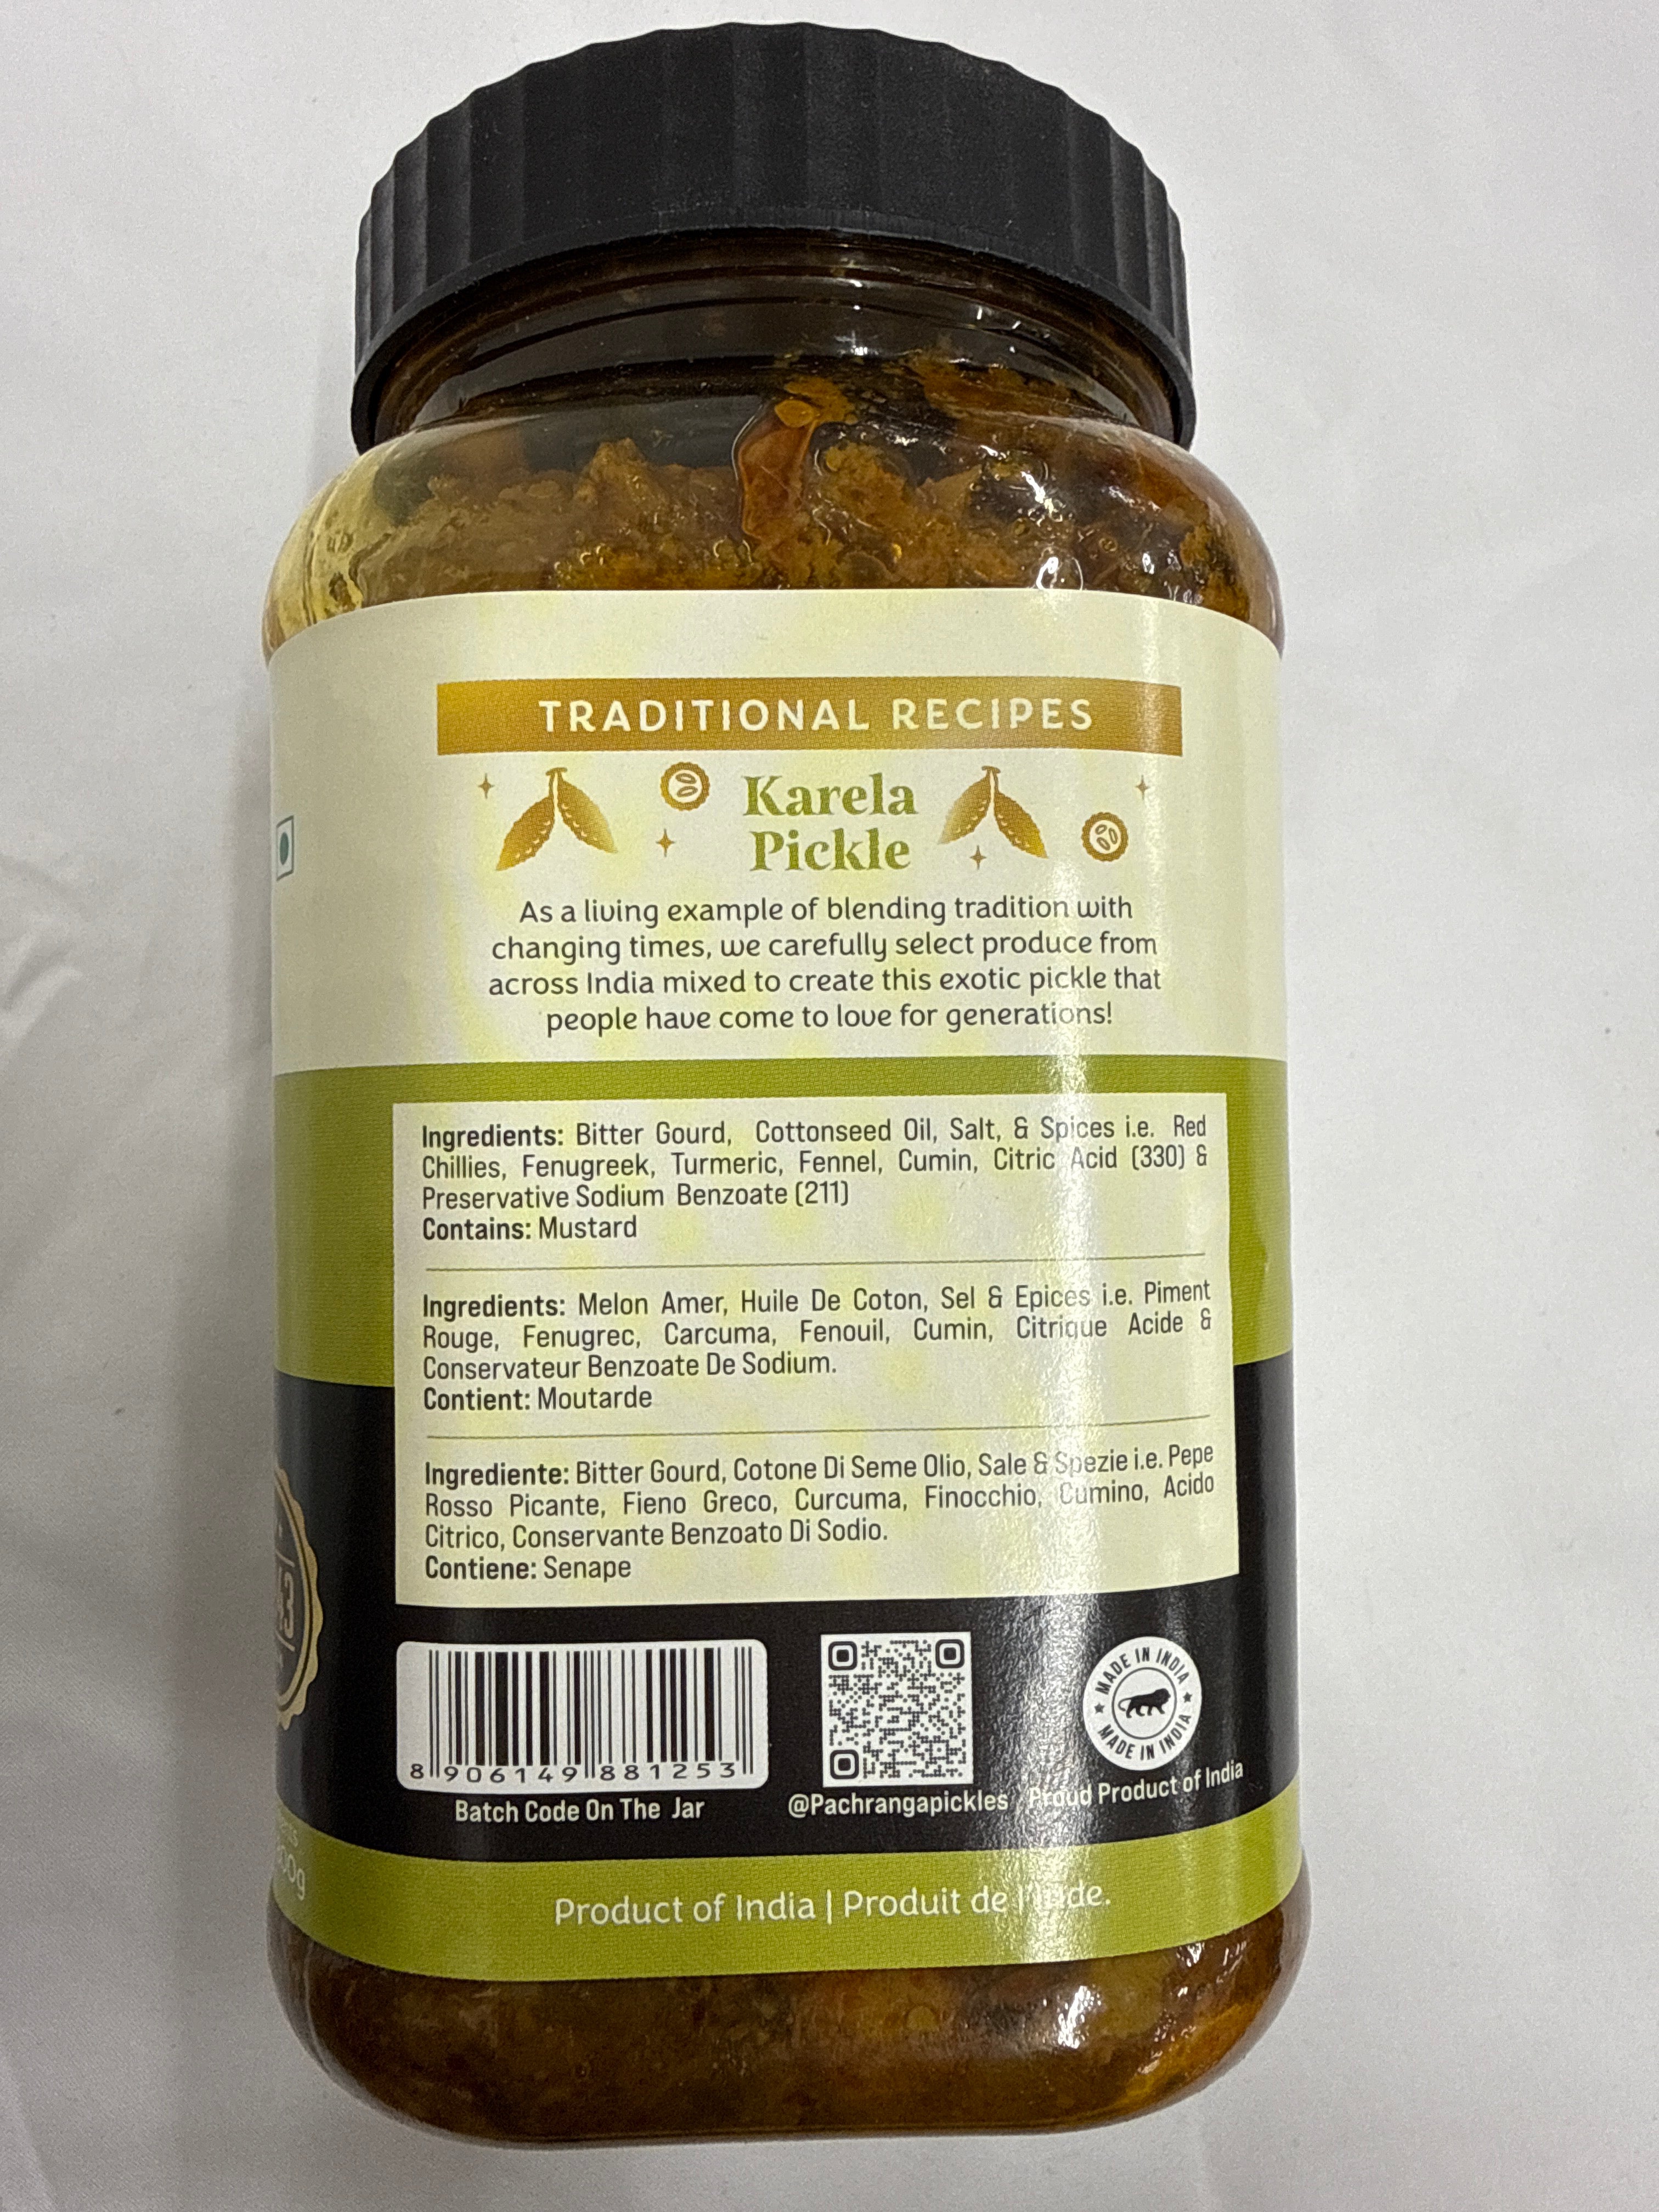 TRADITIONAL RECIPES
Karela
Pickle
As a living example of blending tradition with
changing times, we carefully select produce from
across India mixed to create this exotic pickle that
people have come to love for generations!
Ingredients: Bitter Gourd, Cottonseed Oil, Salt, & Spices i.e. Red
Chillies, Fenugreek, Turmeric, Fennel, Cumin, Citric Acid (330) &
Preservative Sodium Benzoate (211)
Contains: Mustard
Ingredients: Melon Amer, Huile De Coton, Sel & Epices i.e. Piment
Rouge, Fenugrec, Carcuma, Fenouil, Cumin, Citrique Acide &
Conservateur Benzoate De Sodium.
Contient: Moutarde
Ingrediente: Bitter Gourd, Cotone Di Seme Olio, Sale & Spezie i.e. Pepe
Rosso Picante, Fieno Greco, Curcuma, Finocchio, Cumino, Acido
Citrico, Conservante Benzoato Di Sodio.
Contiene: Senape
8 906149 881253
Batch Code On The Jar
@Pachrangapickles
MADE IN INDIA
MADE IN INDIA
Proud Product of India
Product of India | Produit de